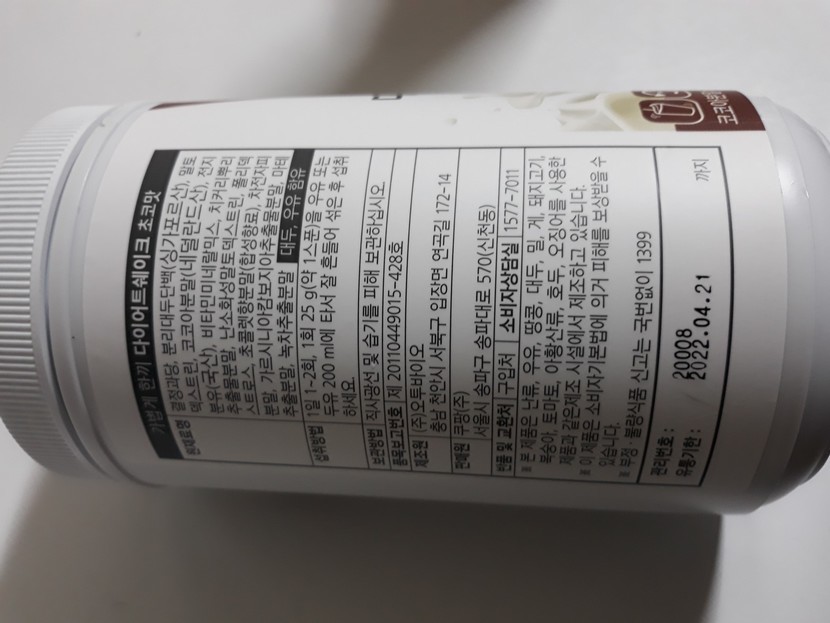 가볍게 한끼 다이어트쉐이크 초코맛
원재료명
결정과당, 분리대두단백(싱가포르산), 말토
덱스트린, 코코아분말(네덜란드산), 전지
분유(국산), 비타민미네랄믹스, 치커리뿌리
추출물분말, 난소화성말토덱스트린, 폴리덱
스트로스, 초콜렛향분말(합성향료), 차전자피
분말, 가르시니아캄보지아추출물분말, 마테
추출분말, 녹차추출분말 대두, 우유 함유
섭취방법 1일 1~2회, 1회 25 g(약 1스푼)을 우유 또는
두유 200 ml에 타서 잘 흔들어 섞은 후 섭취
하세요.
보관방법 직사광선 및 습기를 피해 보관하십시오.
품목보고번호 제 20110449015-428호
제조원 (주)오투바이오
충남 천안시 서북구 입장면 연곡길 172-14
판매원 쿠팡(주)
서울시 송파구 송파대로 570(신천동)
반품 및 교환처 구입처 소비자상담실 1577-7011
※ 본 제품은 난류, 우유, 땅콩, 대두, 밀, 게, 돼지고기,
복숭아, 토마토, 아황산류, 호두, 오징어를 사용한
제품과 같은제조 시설에서 제조하고 있습니다.
※ 이 제품은 소비자기본법에 의거 피해를 보상받을 수
있습니다.
※ 부정·불량식품 신고는 국번없이 1399
관리번호 : 20008
유통기한 : 2022.04.21 까지